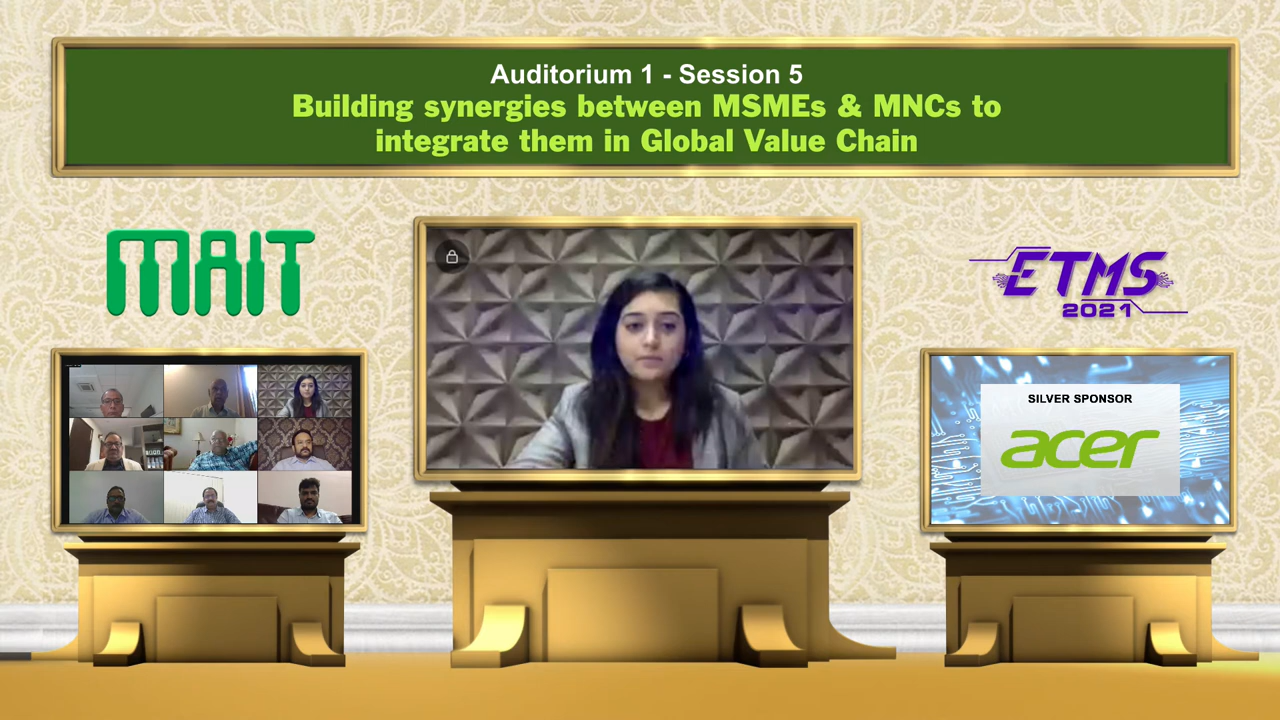 Auditorium 1 - Session 5
Building synergies between MSMEs & MNCs to
integrate them in Global Value Chain
MAIT
ETMS
2021
SILVER SPONSOR
acer